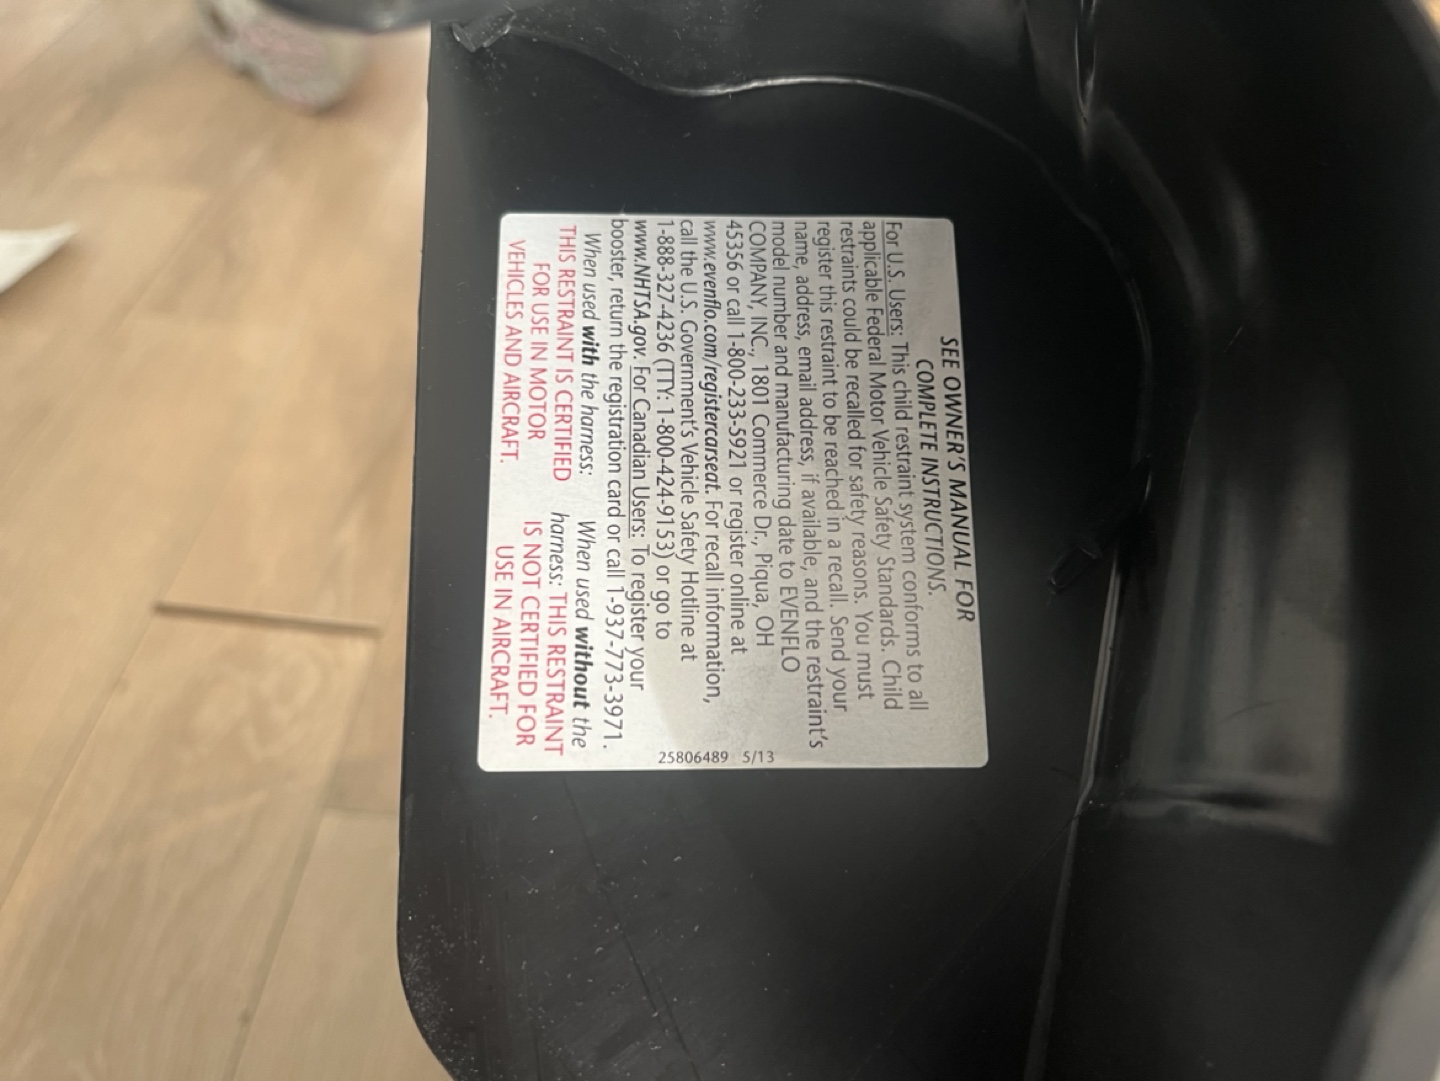 SEE OWNER'S MANUAL FOR
COMPLETE INSTRUCTIONS.
For U.S. Users: This child restraint system conforms to all
applicable Federal Motor Vehicle Safety Standards. Child
restraints could be recalled for safety reasons. You must
register this restraint to be reached in a recall. Send your
name, address, email address, if available, and the restraint's
model number and manufacturing date to EVENFLO
COMPANY, INC., 1801 Commerce Dr., Piqua, OH
45356 or call 1-800-233-5921 or register online at
www.evenflo.com/registercarseat. For recall information,
call the U.S. Government's Vehicle Safety Hotline at
1-888-327-4236 (TTY: 1-800-424-9153) or go to
www.NHTSA.gov. For Canadian Users: To register your
booster, return the registration card or call 1-937-773-3971.
When used with the harness:
THIS RESTRAINT IS CERTIFIED
FOR USE IN MOTOR
VEHICLES AND AIRCRAFT.
When used without the
harness: THIS RESTRAINT
IS NOT CERTIFIED FOR
USE IN AIRCRAFT.
25806489 5/13